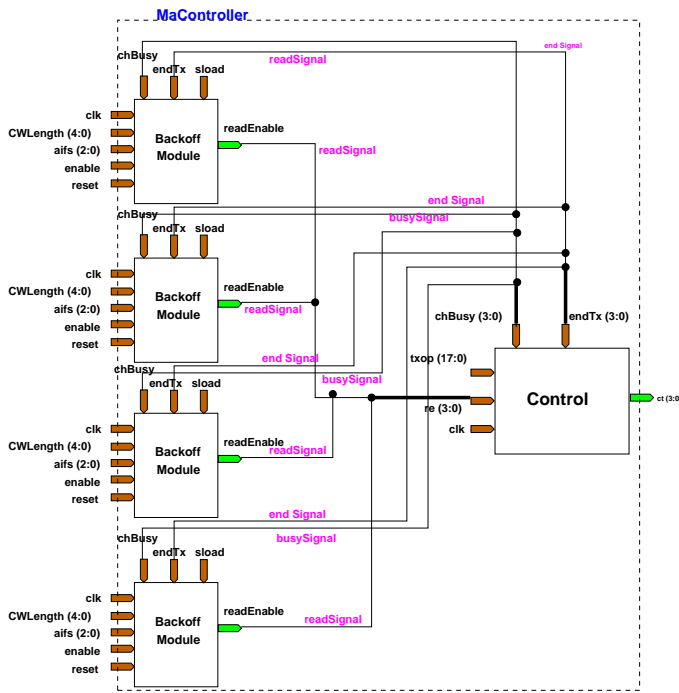 MaController
end Signal
chBusy
readSignal
endTx
sload
clk
CWLength (4:0)
aifs (2:0)
enable
reset
Backoff
Module
readEnable
readSignal
end Signal
chBusy
busySignal
endTx
sload
clk
CWLength (4:0)
aifs (2:0)
enable
reset
Backoff
Module
readEnable
readSignal
chBusy (3:0)
endTx (3:0)
end Signal
chBusy
busySignal
endTx
sload
txop (17:0)
re (3:0)
clk
Control
ct (3:0
clk
CWLength (4:0)
aifs (2:0)
enable
reset
Backoff
Module
readEnable
readSignal
end Signal
chBusy
busySignal
endTx
sload
clk
CWLength (4:0)
aifs (2:0)
enable
reset
Backoff
Module
readEnable
readSignal